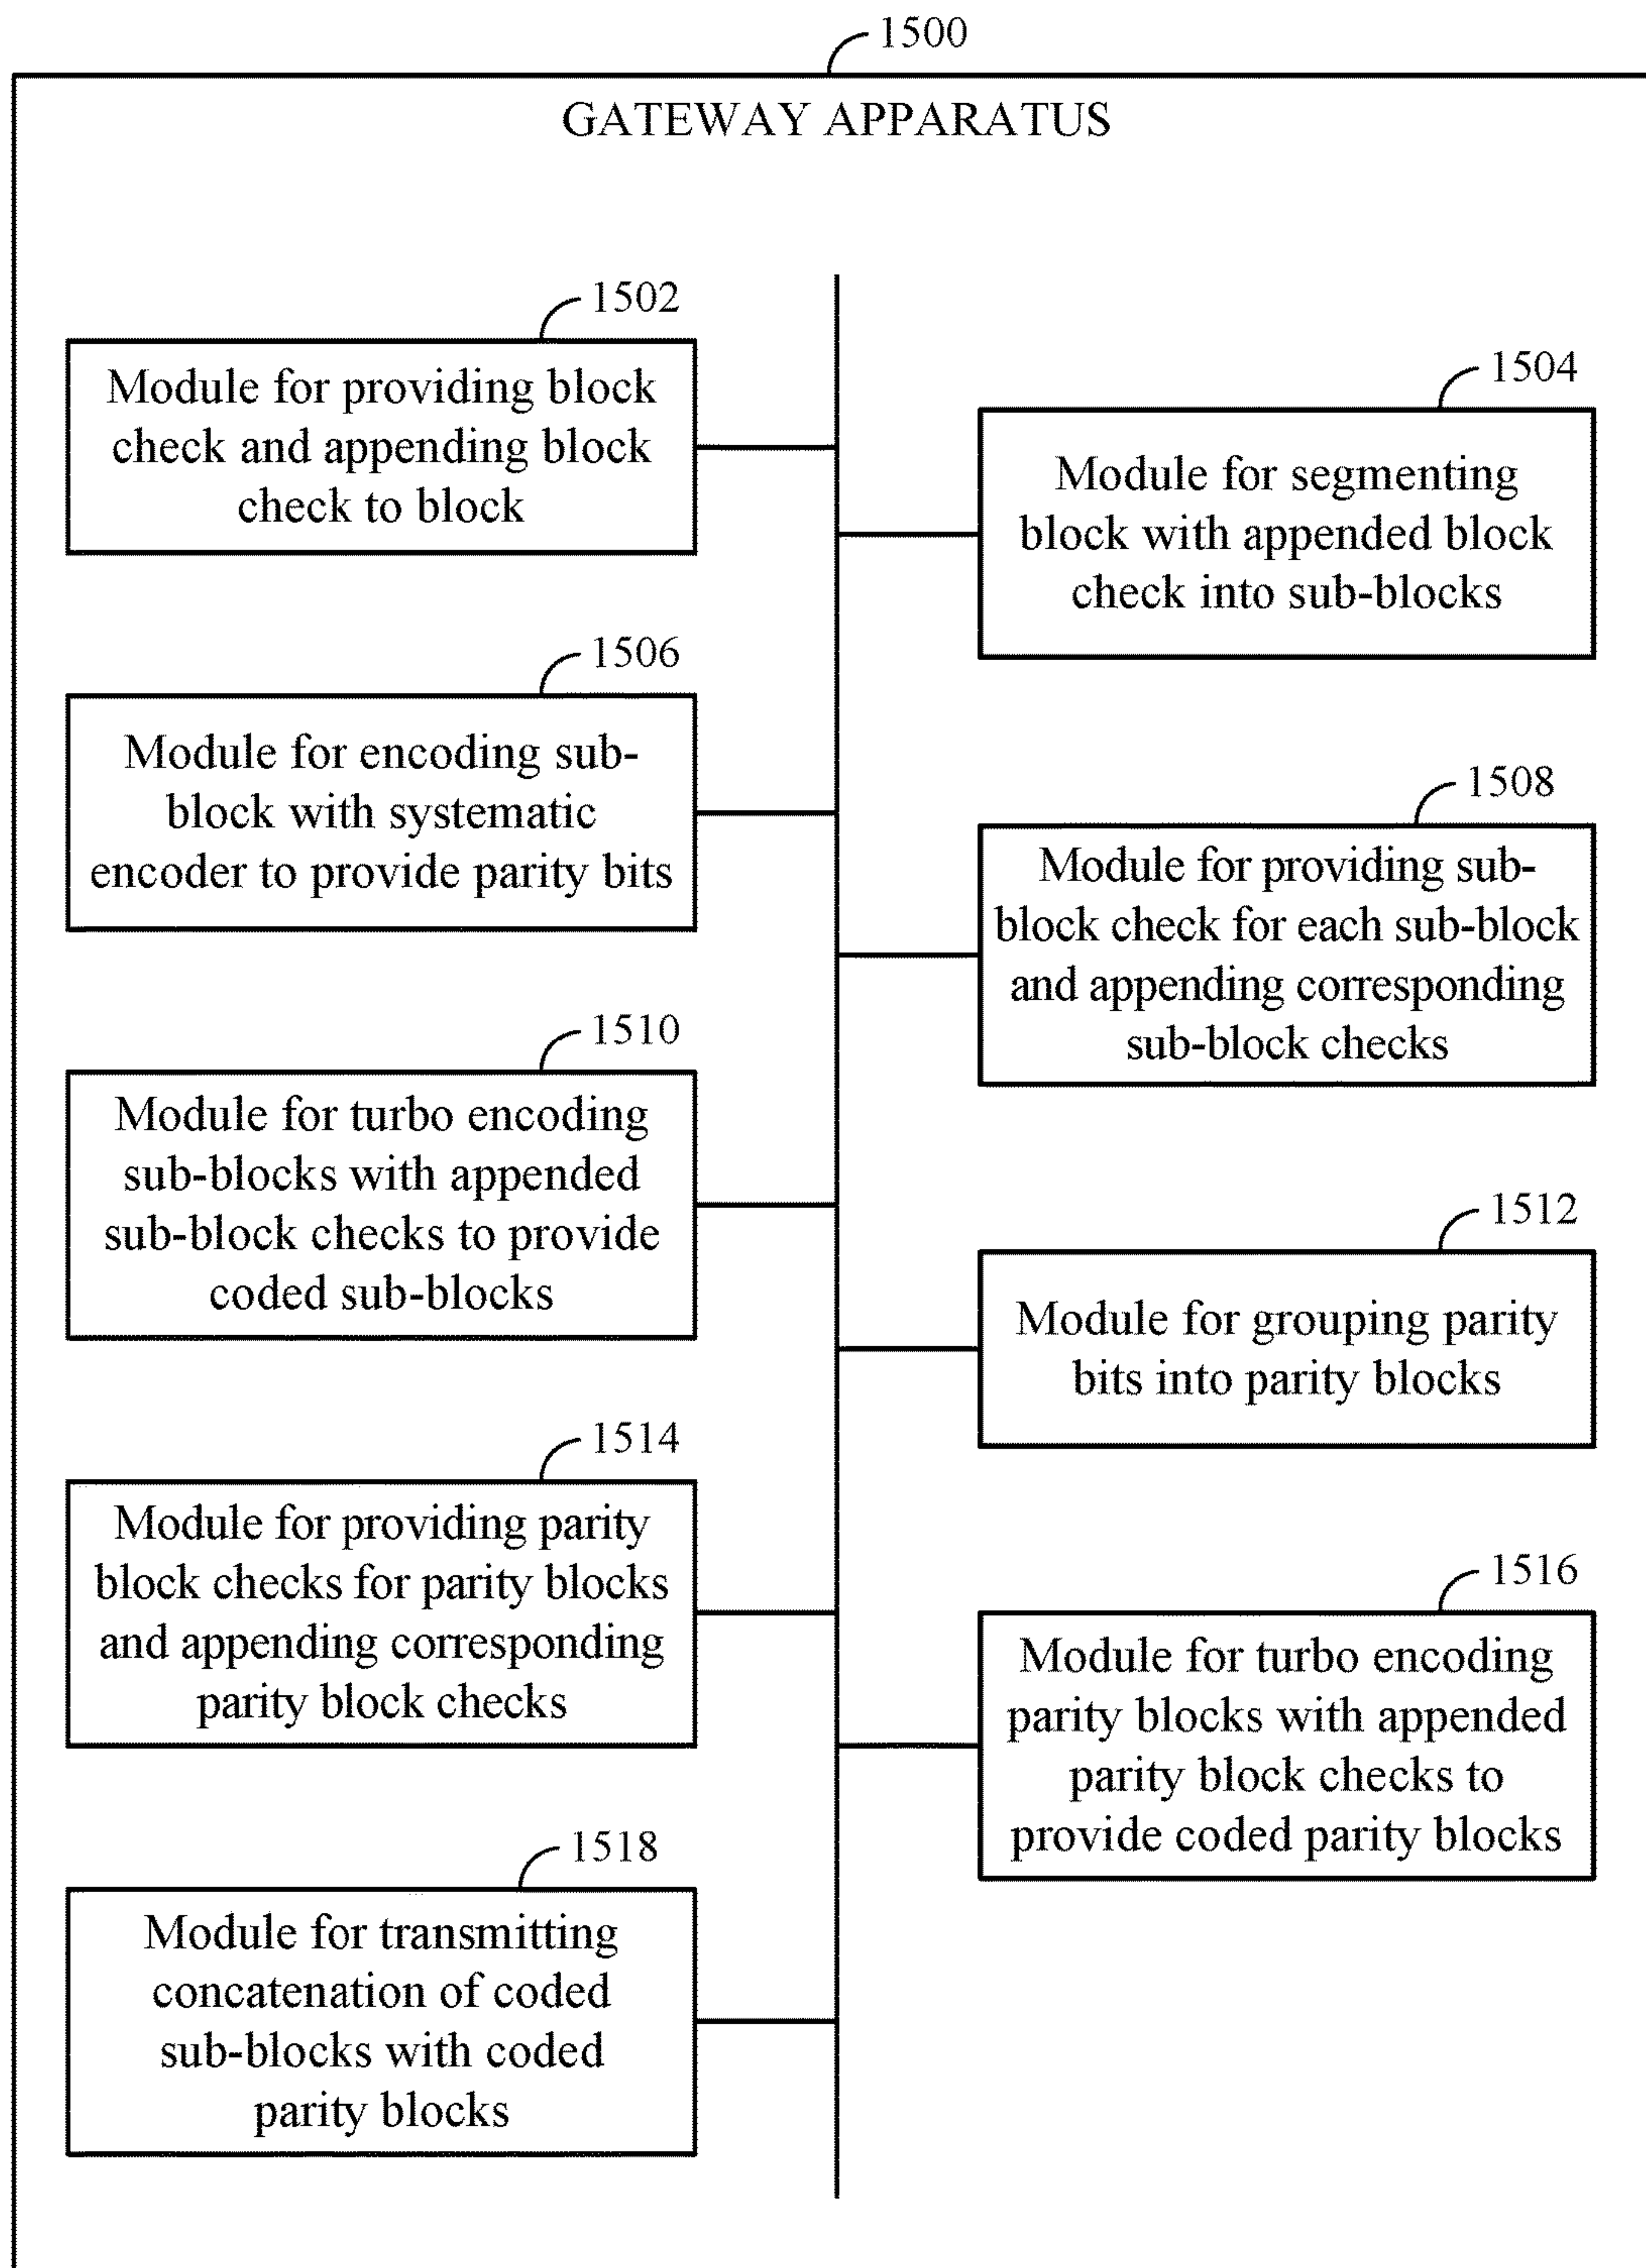 1500
GATEWAY APPARATUS
1502
Module for providing block
check and appending block
check to block
1504
Module for segmenting
block with appended block
check into sub-blocks
1506
Module for encoding sub-
block with systematic
encoder to provide parity bits
1508
Module for providing sub-
block check for each sub-block
and appending corresponding
sub-block checks
1510
Module for turbo encoding
sub-blocks with appended
sub-block checks to provide
coded sub-blocks
1512
Module for grouping parity
bits into parity blocks
1514
Module for providing parity
block checks for parity blocks
and appending corresponding
parity block checks
1516
Module for turbo encoding
parity blocks with appended
parity block checks to
provide coded parity blocks
1518
Module for transmitting
concatenation of coded
sub-blocks with coded
parity blocks